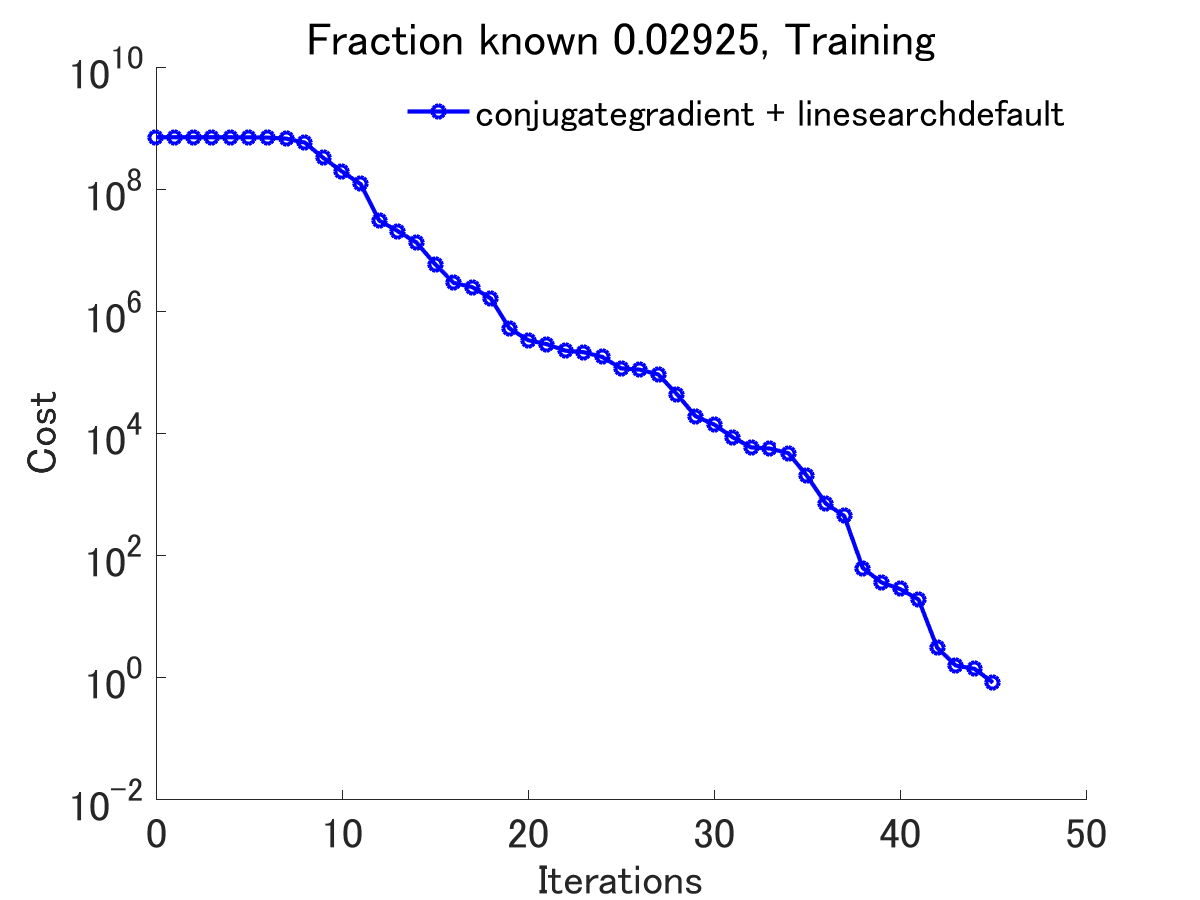 Fraction known 0.02925, Training
conjugategradient + linesearchdefault
Cost
10^10
10^8
10^6
10^4
10^2
10^0
10^-2
0 10 20 30 40 50
Iterations